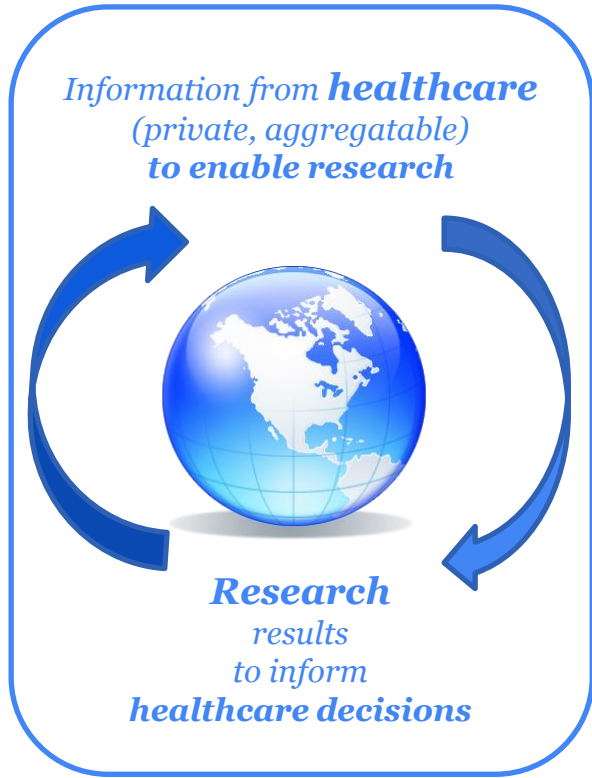 Information from healthcare
(private, aggregatable)
to enable research
Research
results
to inform
healthcare decisions